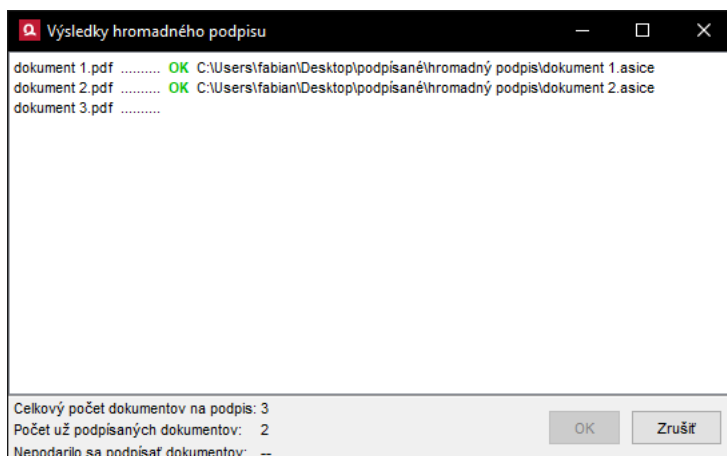 Výsledky hromadného podpisu
dokument 1.pdf .......... OK C:\Users\fabian\Desktop\podpísané\hromadný podpis\dokument 1.asice
dokument 2.pdf .......... OK C:\Users\fabian\Desktop\podpísané\hromadný podpis\dokument 2.asice
dokument 3.pdf ..........
Celkový počet dokumentov na podpis: 3
Počet už podpísaných dokumentov: 2
OK Zrušiť
Nepodarilo sa podpísať dokumentov: --